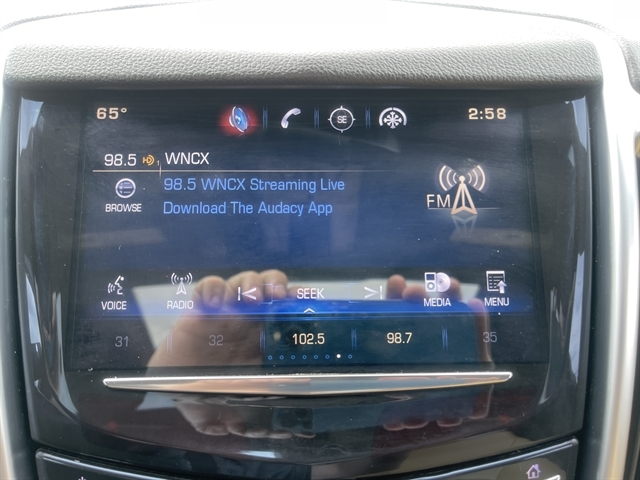 65° SE 2:58
98.5 1 WNCX
98.5 WNCX Streaming Live
BROWSE Download The Audacy App
FM
VOICE RADIO SEEK MEDIA MENU
31 32 102.5 98.7 35